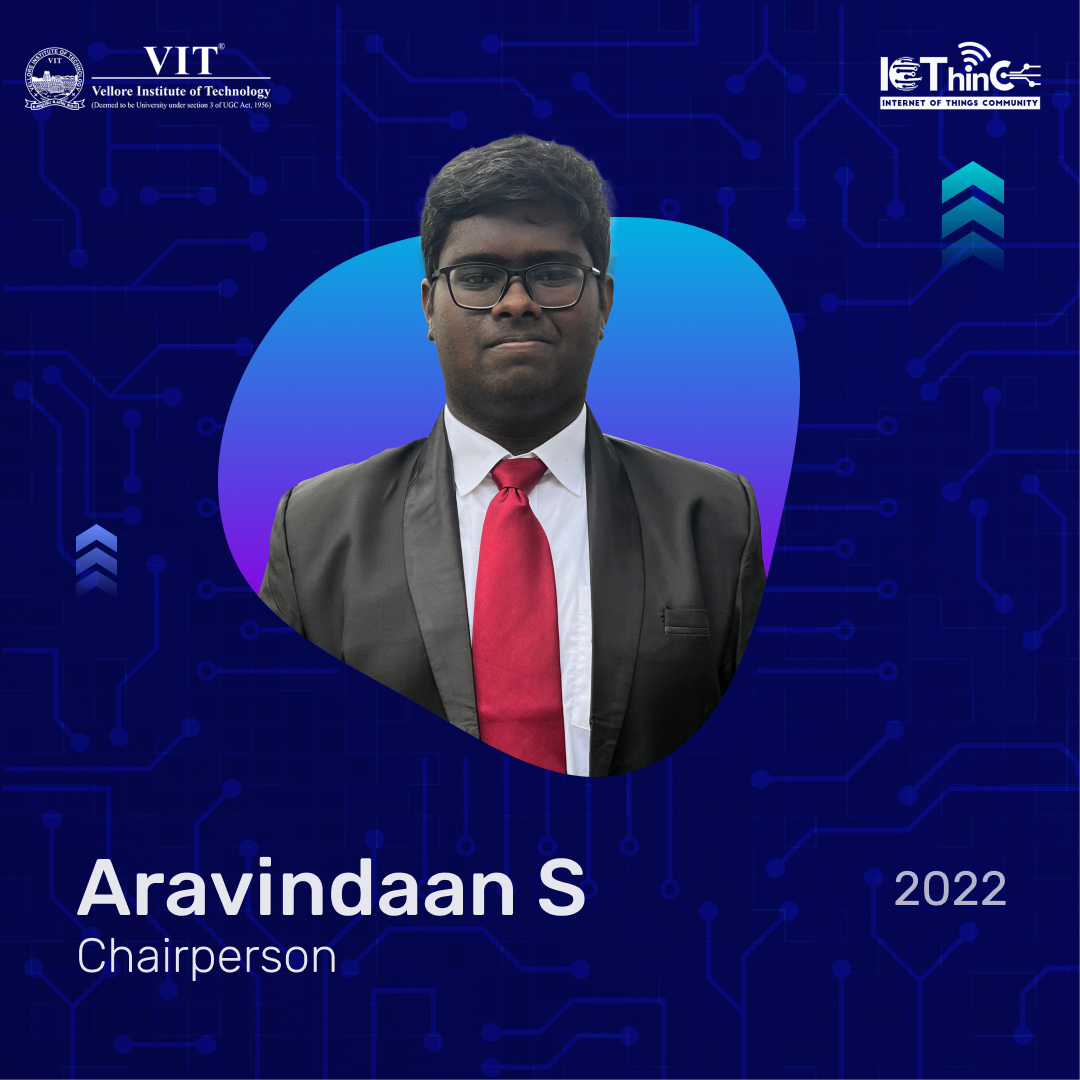 VIT
VIT®
Vellore Institute of Technology
(Deemed to be University under section 3 of UGC Act, 1956)
IoThinC
INTERNET OF THINGS COMMUNITY
Aravindaan S
2022
Chairperson